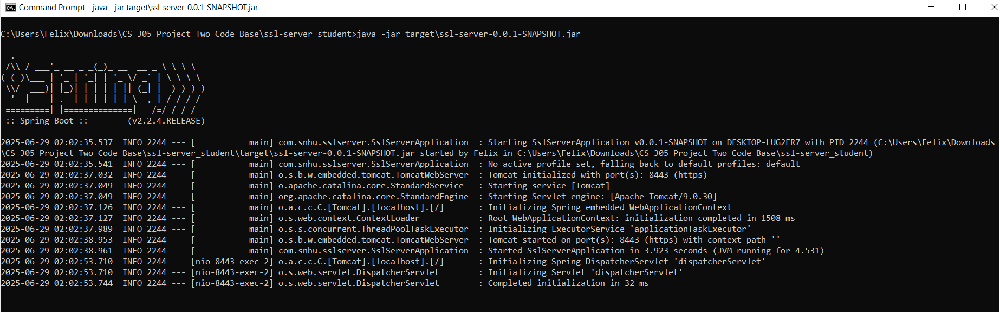 Command Prompt - java  -jar target\ssl-server-0.0.1-SNAPSHOT.jar
C:\Users\Felix\Downloads\CS 305 Project Two Code Base\ssl-server_student>java -jar target\ssl-server-0.0.1-SNAPSHOT.jar
  .   ____          _            __ _ _
 /\\ / ___'_ __ _ _(_)_ __  __ _ \ \ \ \
( ( )\___ | '_ | '_| | '_ \/ _` | \ \ \ \
 \\/  ___)| |_)| | | | | || (_| |  ) ) ) )
  '  |____| .__|_| |_|_| |_\__, | / / / /
 =========|_|==============|___/=/_/_/_/
 :: Spring Boot ::        (v2.2.4.RELEASE)
2025-06-29 02:02:35.537  INFO 2244 --- [           main] com.snhu.sslserver.SslServerApplication  : Starting SslServerApplication v0.0.1-SNAPSHOT on DESKTOP-LUG2ER7 with PID 2244 (C:\Users\Felix\Downloads
\CS 305 Project Two Code Base\ssl-server_student\target\ssl-server-0.0.1-SNAPSHOT.jar started by Felix in C:\Users\Felix\Downloads\CS 305 Project Two Code Base\ssl-server_student)
2025-06-29 02:02:35.541  INFO 2244 --- [           main] com.snhu.sslserver.SslServerApplication  : No active profile set, falling back to default profiles: default
2025-06-29 02:02:37.032  INFO 2244 --- [           main] o.s.b.w.embedded.tomcat.TomcatWebServer  : Tomcat initialized with port(s): 8443 (https)
2025-06-29 02:02:37.049  INFO 2244 --- [           main] o.apache.catalina.core.StandardService   : Starting service [Tomcat]
2025-06-29 02:02:37.049  INFO 2244 --- [           main] org.apache.catalina.core.StandardEngine  : Starting Servlet engine: [Apache Tomcat/9.0.30]
2025-06-29 02:02:37.126  INFO 2244 --- [           main] o.a.c.c.C.[Tomcat].[localhost].[/]       : Initializing Spring embedded WebApplicationContext
2025-06-29 02:02:37.127  INFO 2244 --- [           main] o.s.web.context.ContextLoader            : Root WebApplicationContext: initialization completed in 1508 ms
2025-06-29 02:02:37.989  INFO 2244 --- [           main] o.s.s.concurrent.ThreadPoolTaskExecutor  : Initializing ExecutorService 'applicationTaskExecutor'
2025-06-29 02:02:38.953  INFO 2244 --- [           main] o.s.b.w.embedded.tomcat.TomcatWebServer  : Tomcat started on port(s): 8443 (https) with context path ''
2025-06-29 02:02:38.961  INFO 2244 --- [           main] com.snhu.sslserver.SslServerApplication  : Started SslServerApplication in 3.923 seconds (JVM running for 4.531)
2025-06-29 02:02:53.710  INFO 2244 --- [nio-8443-exec-2] o.a.c.c.C.[Tomcat].[localhost].[/]       : Initializing Spring DispatcherServlet 'dispatcherServlet'
2025-06-29 02:02:53.710  INFO 2244 --- [nio-8443-exec-2] o.s.web.servlet.DispatcherServlet        : Initializing Servlet 'dispatcherServlet'
2025-06-29 02:02:53.744  INFO 2244 --- [nio-8443-exec-2] o.s.web.servlet.DispatcherServlet        : Completed initialization in 32 ms